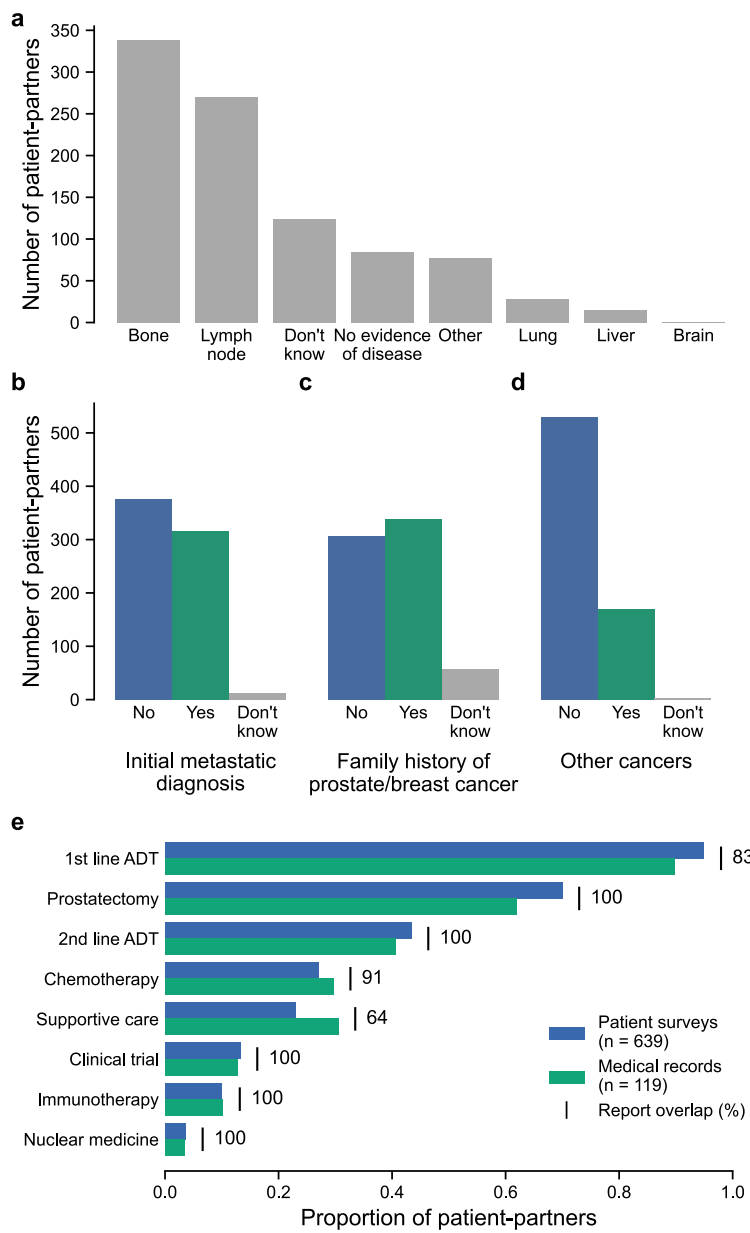 a
Number of patient-partners
350
300
250
200
150
100
50
0
Bone
Lymph
node
Don't
know
No evidence
of disease
Other
Lung
Liver
Brain
b
c
d
Number of patient-partners
500
400
300
200
100
0
No
Yes
Don't
know
Initial metastatic
diagnosis
No
Yes
Don't
know
Family history of
prostate/breast cancer
No
Yes
Don't
know
Other cancers
e
1st line ADT
83
Prostatectomy
100
2nd line ADT
100
Chemotherapy
91
Supportive care
64
Clinical trial
100
Immunotherapy
100
Nuclear medicine
100
Patient surveys
(n = 639)
Medical records
(n = 119)
Report overlap (%)
0.0
0.2
0.4
0.6
0.8
1.0
Proportion of patient-partners